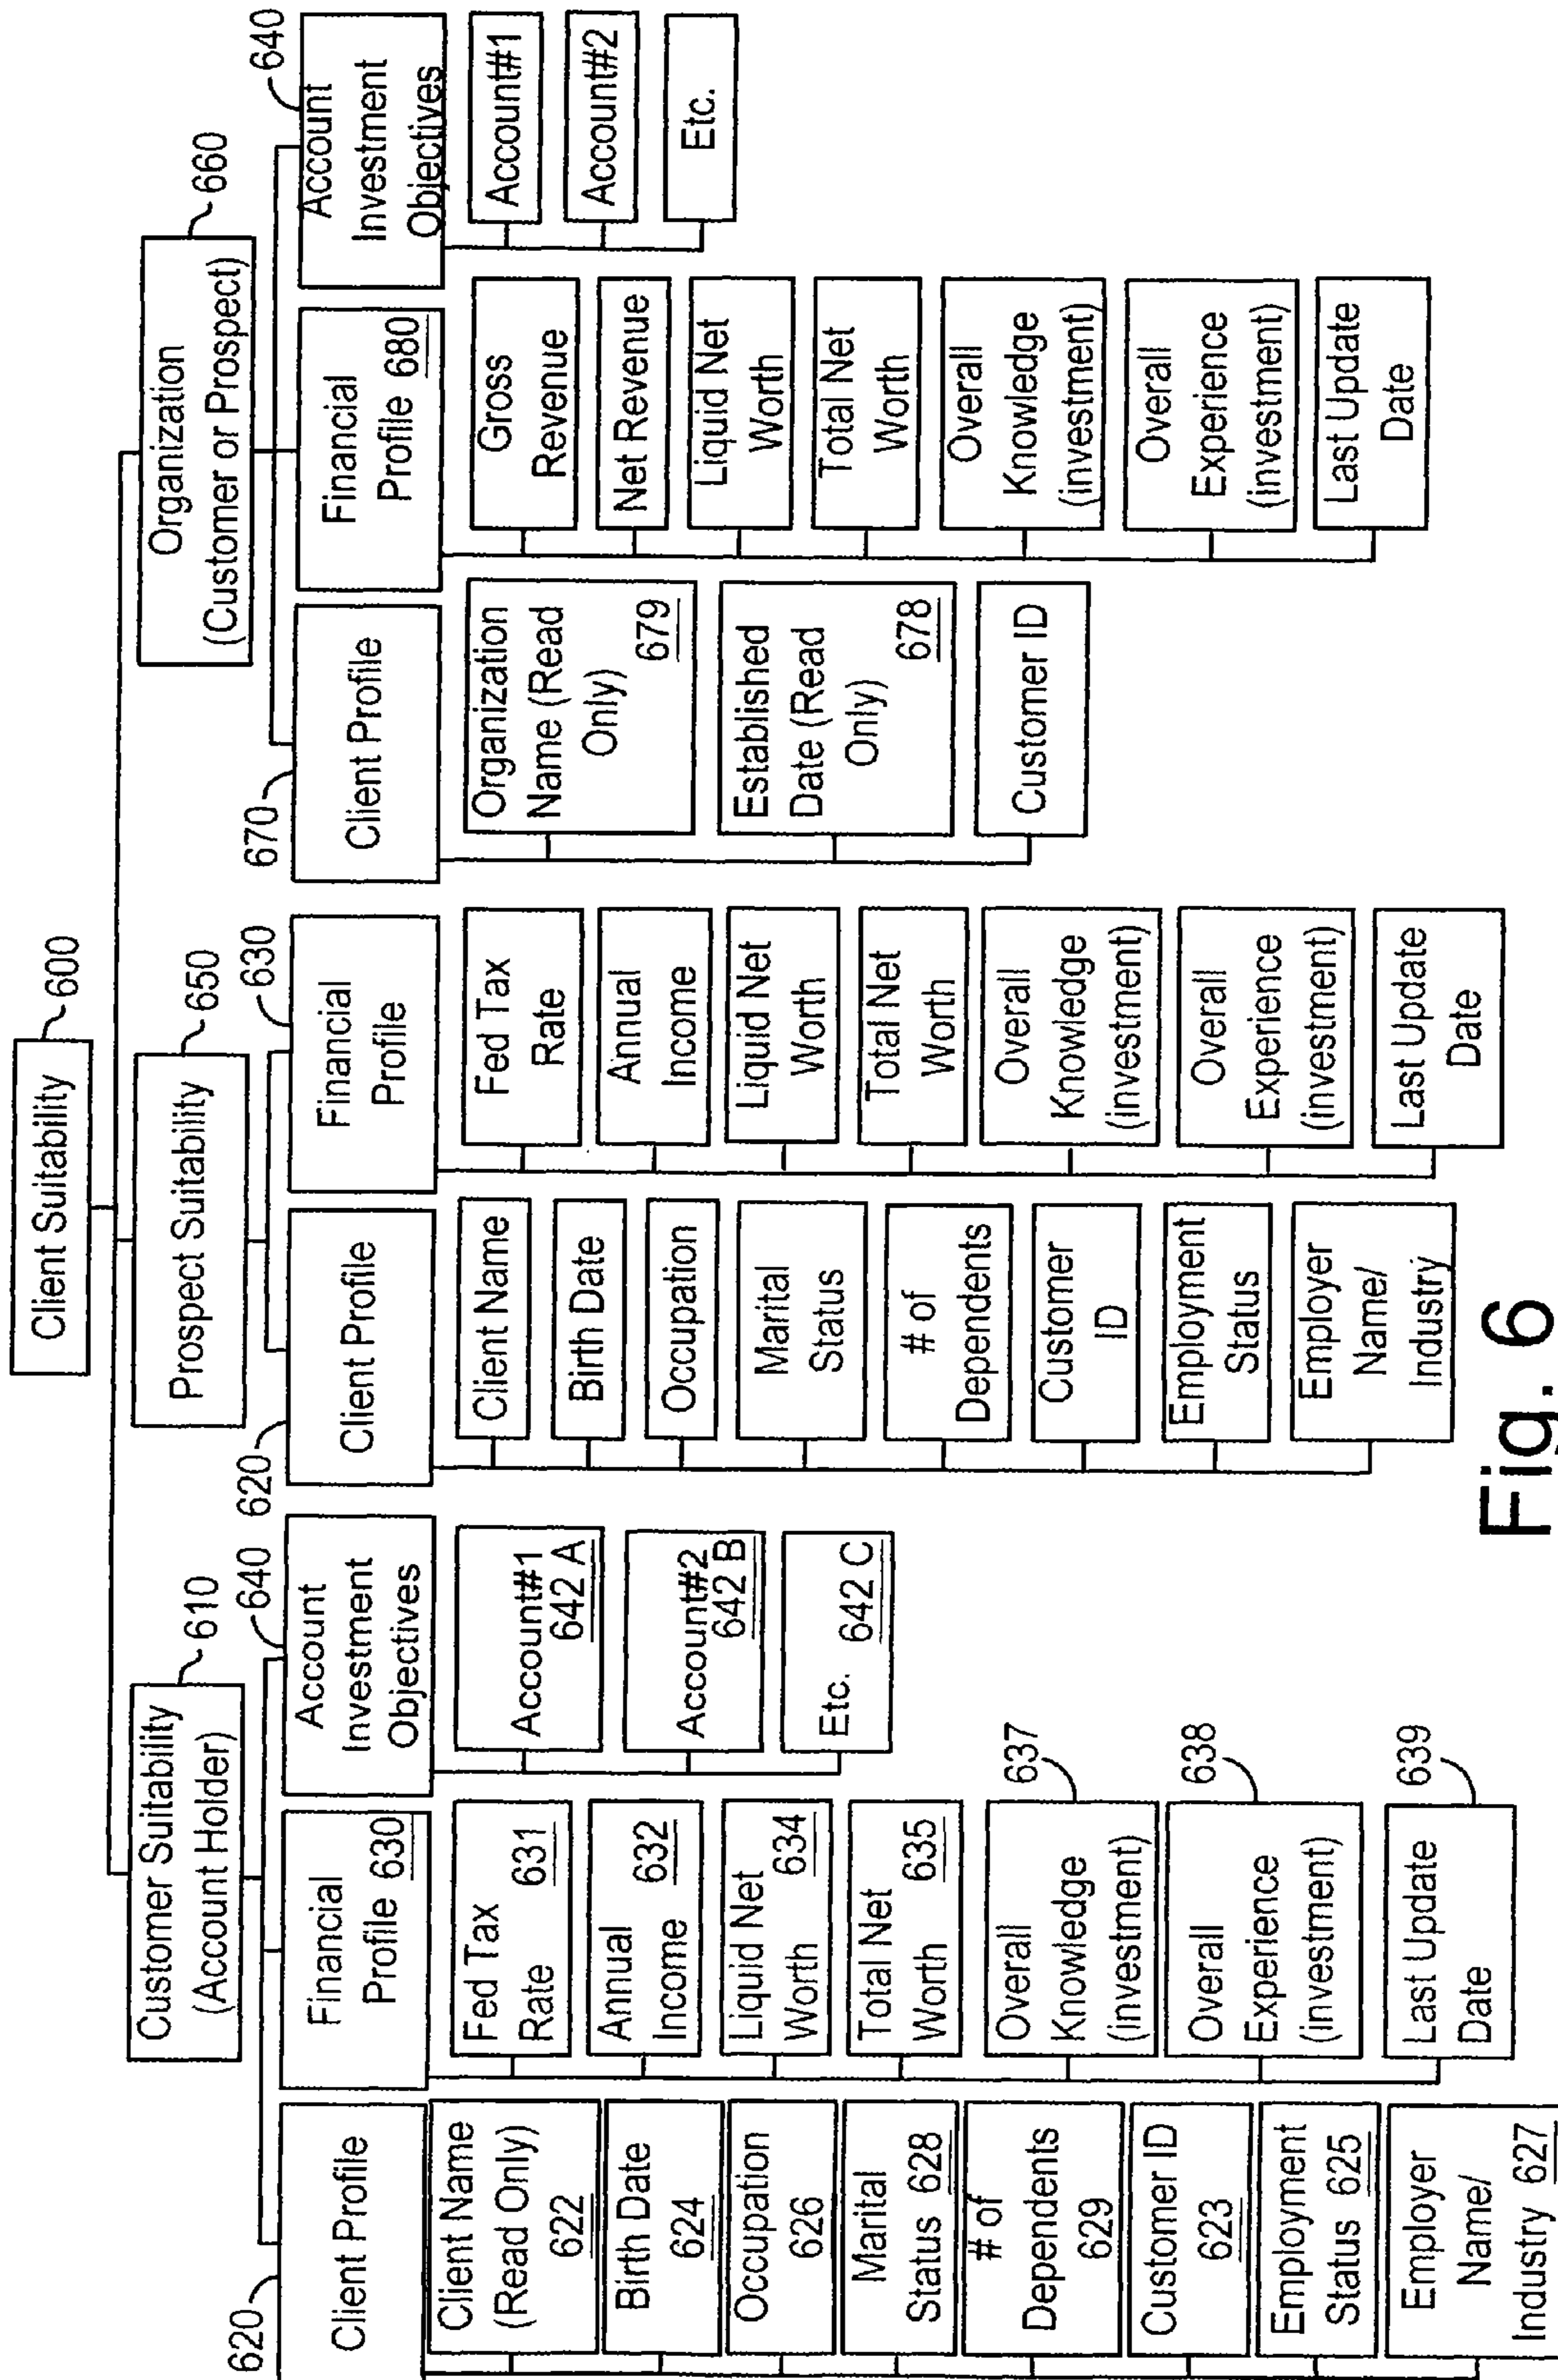 Client Suitability
600
Customer Suitability
(Account Holder)
610
Prospect Suitability
650
Organization
(Customer or Prospect)
660
620
Client Profile
Client Name
(Read Only)
622
Birth Date
624
Occupation
626
Marital
Status 628
# of
Dependents
629
Customer ID
623
Employment
Status 625
Employer
Name/
Industry 627
Financial
Profile 630
Fed Tax
Rate 631
Annual
Income 632
Liquid Net
Worth 634
Total Net
Worth 635
Overall
Knowledge
(investment)
637
Overall
Experience
(investment)
638
Last Update
Date
639
640
Account
Investment
Objectives
Account#1
642 A
Account#2
642 B
Etc. 642 C
620
Client Profile
Client Name
Birth Date
Occupation
Marital
Status
# of
Dependents
Customer
ID
Employment
Status
Employer
Name/
Industry
630
Financial
Profile
Fed Tax
Rate
Annual
Income
Liquid Net
Worth
Total Net
Worth
Overall
Knowledge
(investment)
Overall
Experience
(investment)
Last Update
Date
670
Client Profile
Organization
Name (Read
Only)
679
Established
Date (Read
Only)
678
Customer ID
Financial
Profile 680
Gross
Revenue
Net Revenue
Liquid Net
Worth
Total Net
Worth
Overall
Knowledge
(investment)
Overall
Experience
(investment)
Last Update
Date
640
Account
Investment
Objectives
Account#1
Account#2
Etc.
Fig. 6